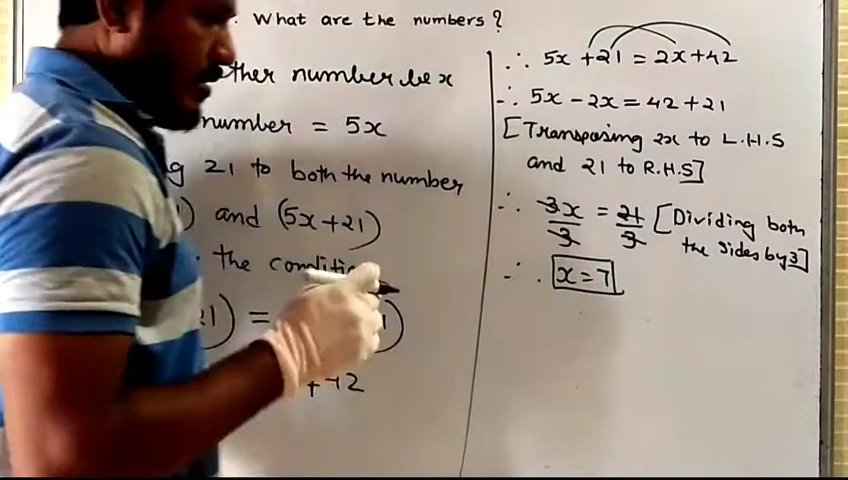 What are the numbers?
ther number be x
number = 5x
g 21 to both the number
) and (5x+21)
the conditi
21) =
+42
∴ 5x + 21 = 2x + 42
∴ 5x - 2x = 42 + 21
[Transposing 2x to L.H.S
and 21 to R.H.S]
∴ 3x/3 = 21/3 [Dividing both
the sides by 3]
∴ x = 7